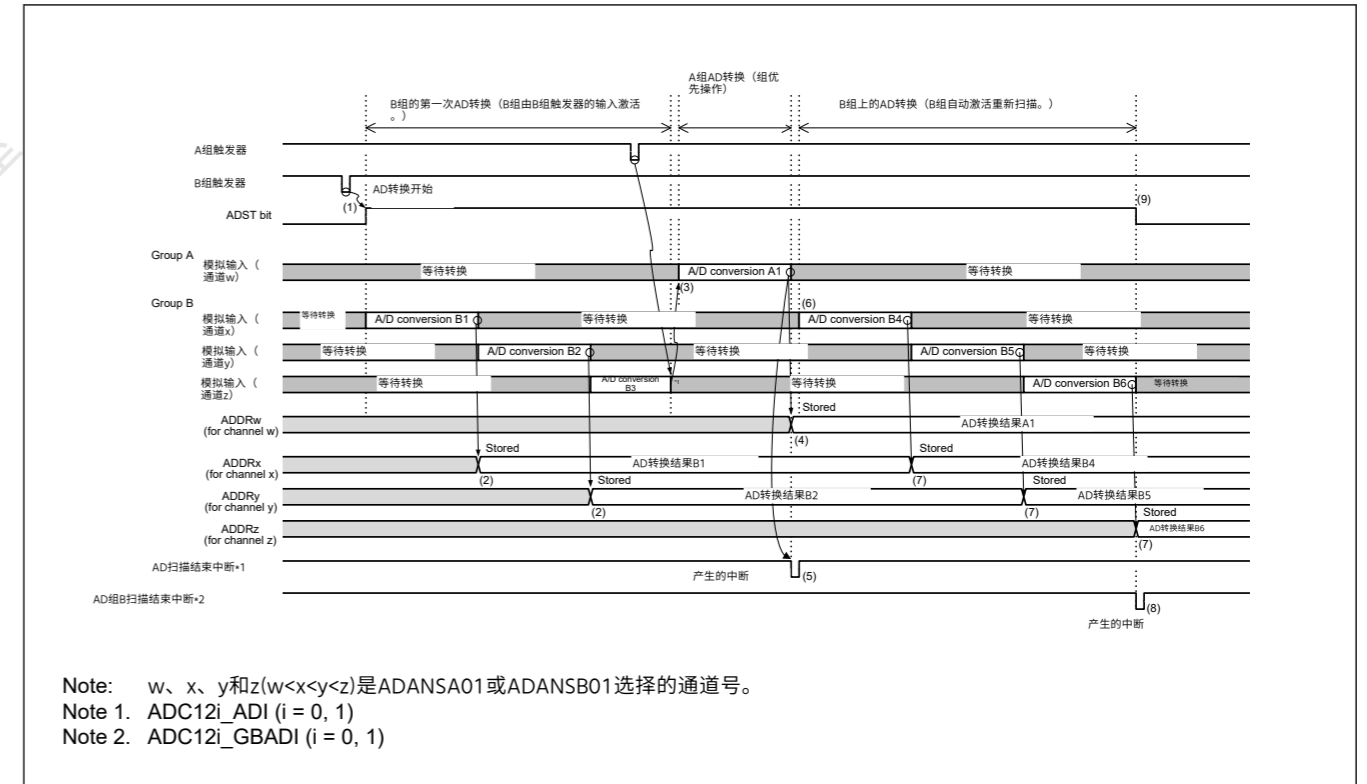 A组AD转换（组优
先操作）
B组的第一次AD转换（B组由B组触发器的输入激活
。）
B组上的AD转换（B组自动激活重新扫描。）
A组触发器
B组触发器
AD转换开始
(1)
(9)
ADST bit
Group A
模拟输入（
通道w）
等待转换
A/D conversion A1
等待转换
(3)
Group B
(6)
模拟输入（
通道x）
等待转换
A/D conversion B1
等待转换
A/D conversion B4
等待转换
模拟输入（
通道y）
等待转换
A/D conversion B2
等待转换
A/D conversion B5
等待转换
模拟输入（
通道z）
等待转换
A/D conversion
B3
等待转换
A/D conversion B6
等待转换
Stored
ADDRw
(for channel w)
AD转换结果A1
(4)
Stored
Stored
ADDRx
(for channel x)
AD转换结果B1
AD转换结果B4
(2)
Stored
(7)
Stored
ADDRy
(for channel y)
AD转换结果B2
AD转换结果B5
(2)
(7)
Stored
ADDRz
(for channel z)
AD转换结果B6
(7)
AD扫描结束中断*1
产生的中断
(5)
AD组B扫描结束中断*2
(8)
产生的中断
Note: w、x、y和z(w<x<y<z)是ADANSA01或ADANSB01选择的通道号。
Note 1. ADC12i_ADI (i = 0, 1)
Note 2. ADC12i_GBADI (i = 0, 1)